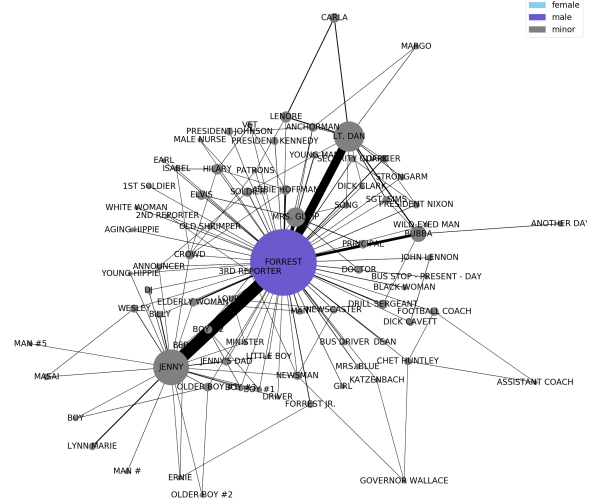 female
male
minor
CARLA
MARGO
LENORE
ANCHORMAN
VET
PRESIDENT JOHNSON
LT. DAN
MALE NURSE
PRESIDENT KENNEDY
YOUNG MAN
SECURITY
EARL
ISABEL
HILARY
PATRONS
STRONGARM
1ST SOLDIER
ELVIS
SOLDIER
ABBIE HOFFMAN
DICK CLARK
SGT. SIMS
PRESIDENT NIXON
SONG
WHITE WOMAN
2ND REPORTER
MRS. GUMP
OLD SHRIMPER
WILD EYED MAN
ANOTHER DAY
AGING HIPPIE
BUBBA
PRINCIPAL
CROWD
FORREST
JOHN LENNON
ANNOUNCER
YOUNG HIPPIE
3RD REPORTER
DOCTOR
BUS STOP - PRESENT - DAY
BLACK WOMAN
DJ
ELDERLY WOMAN
DRILL SERGEANT
WESLEY
BILLY
NEWSCASTER
FOOTBALL COACH
DICK CAVETT
MAN #5
MINISTER
BUS DRIVER
DEAN
LITTLE BOY
JENNY'S DAD
CHET HUNTLEY
JENNY
MRS. BLUE
MASAI
NEWSMAN
KATZENBACH
ASSISTANT COACH
OLDER BOY
BOY #1
GIRL
DRIVER
FORREST JR.
BOY
LYNN MARIE
MAN #
ERNIE
GOVERNOR WALLACE
OLDER BOY #2